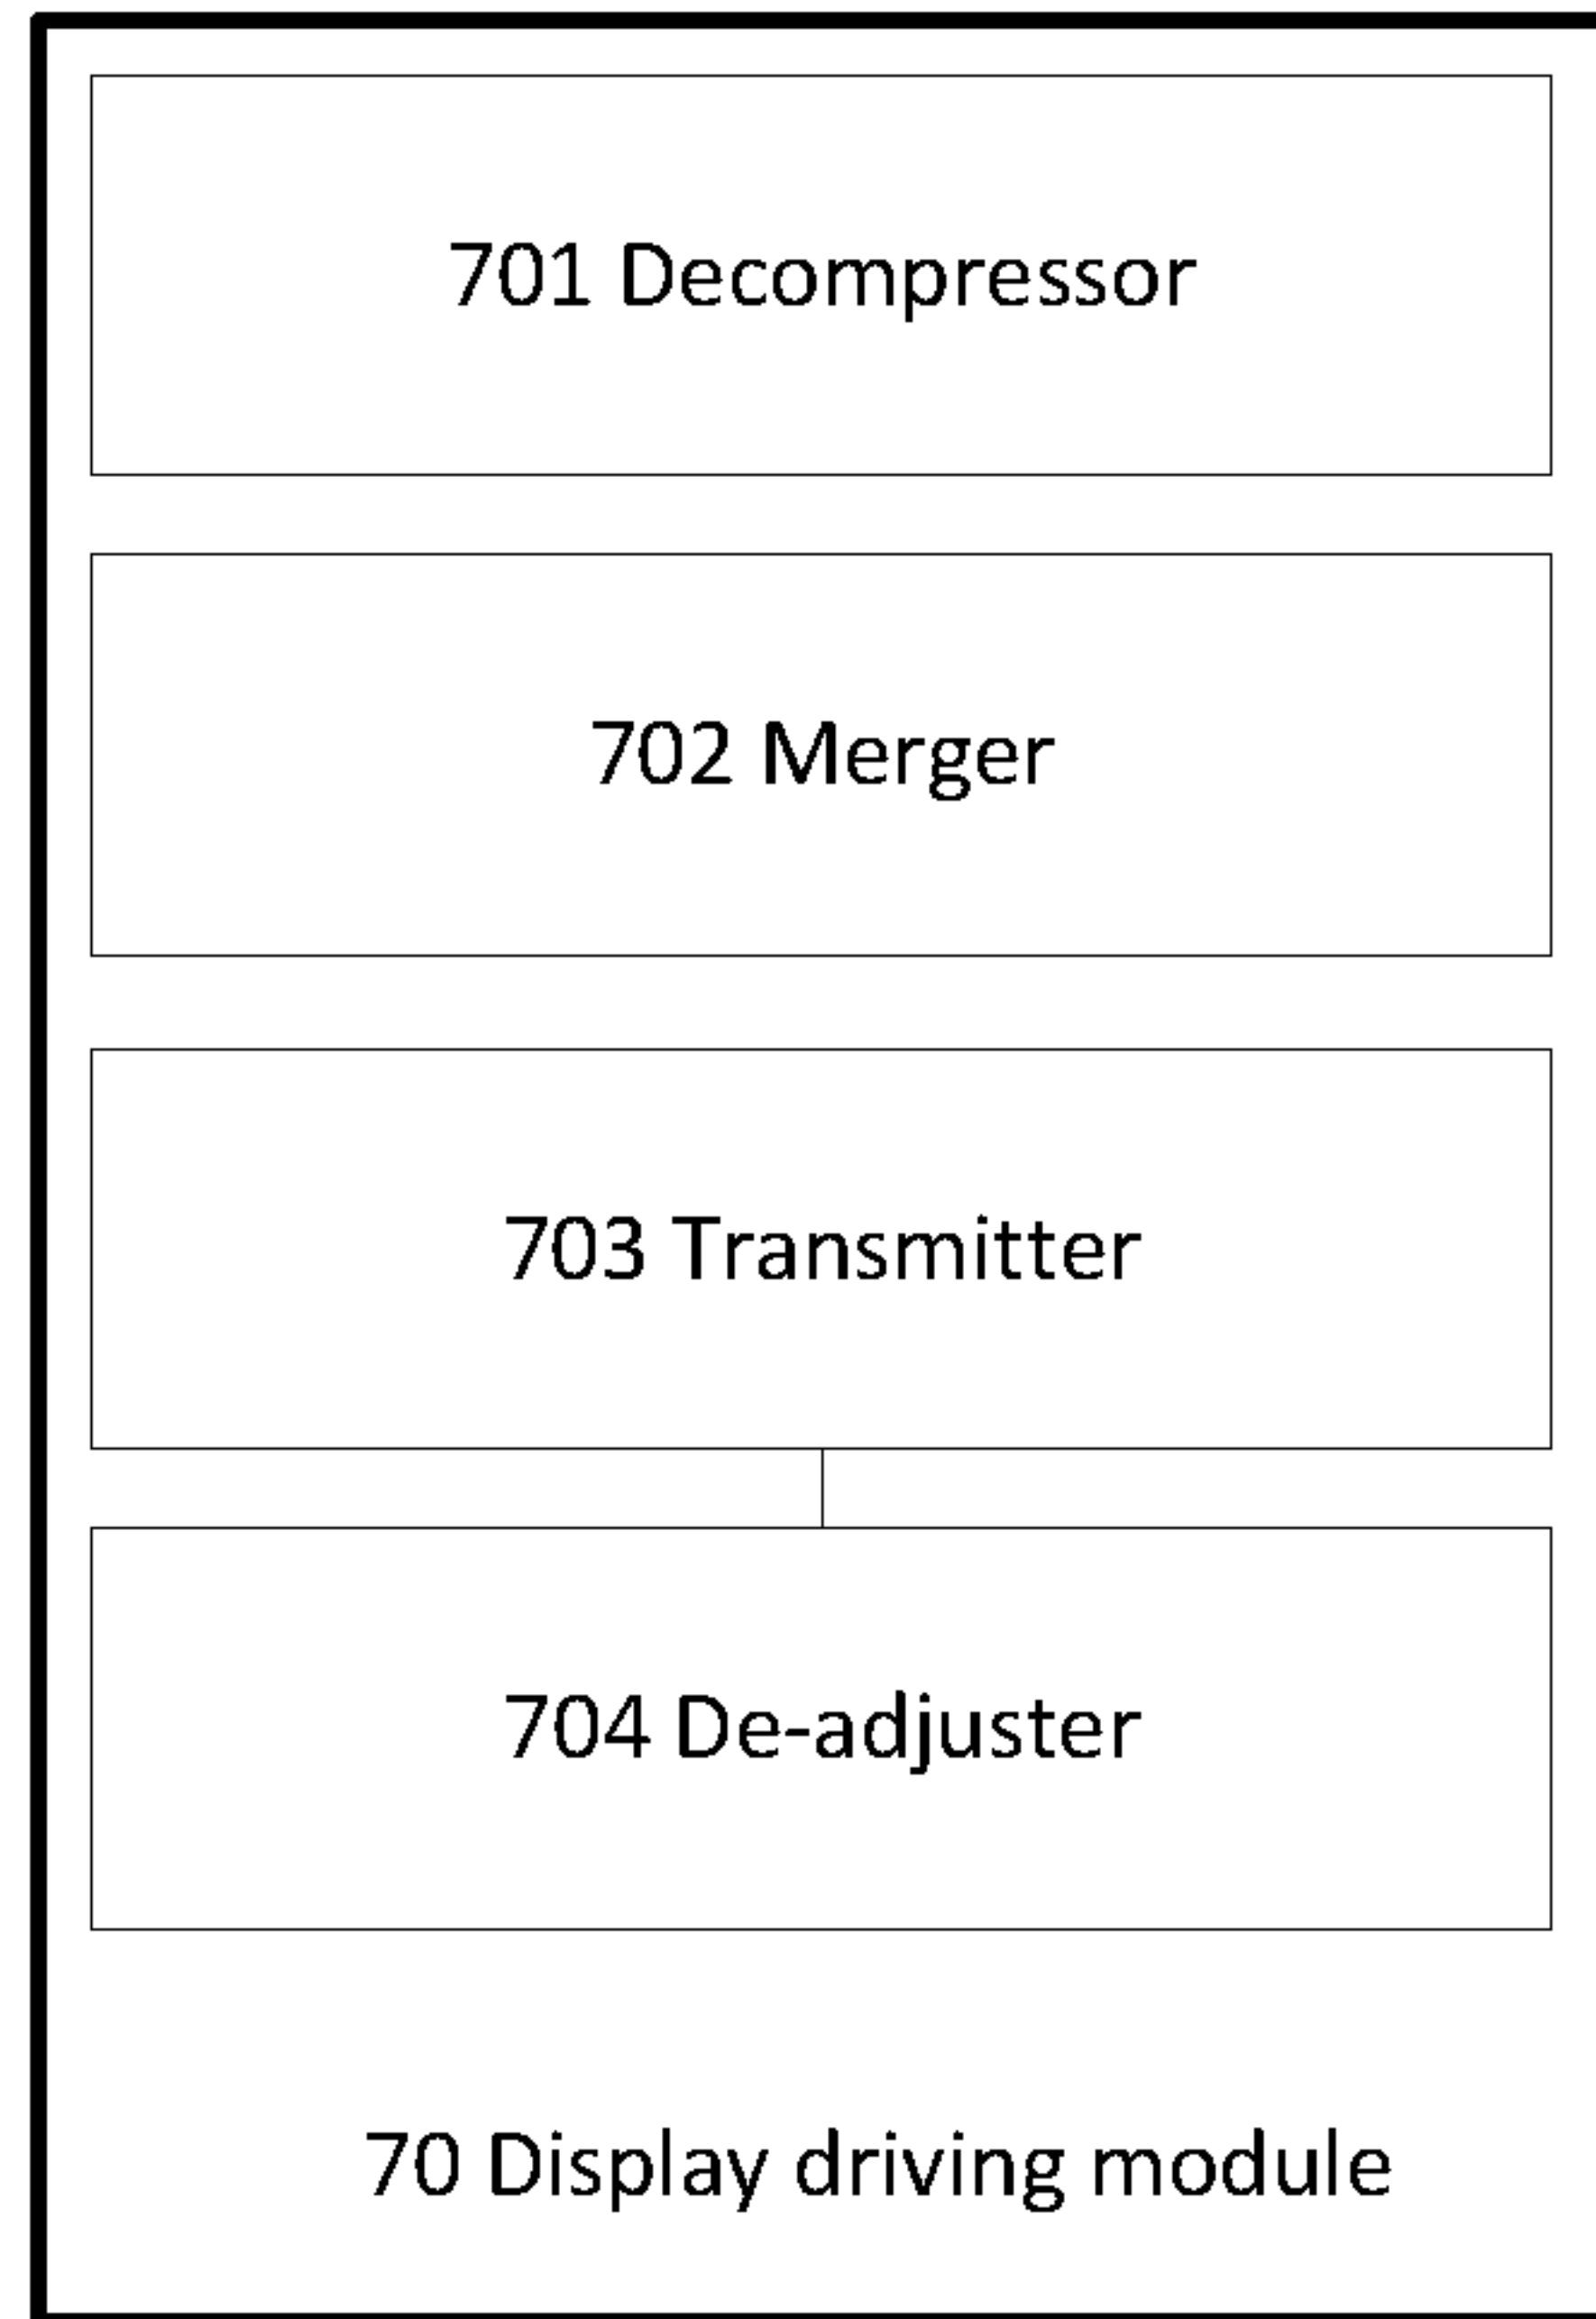 701 Decompressor
702 Merger
703 Transmitter
704 De-adjuster
70 Display driving module